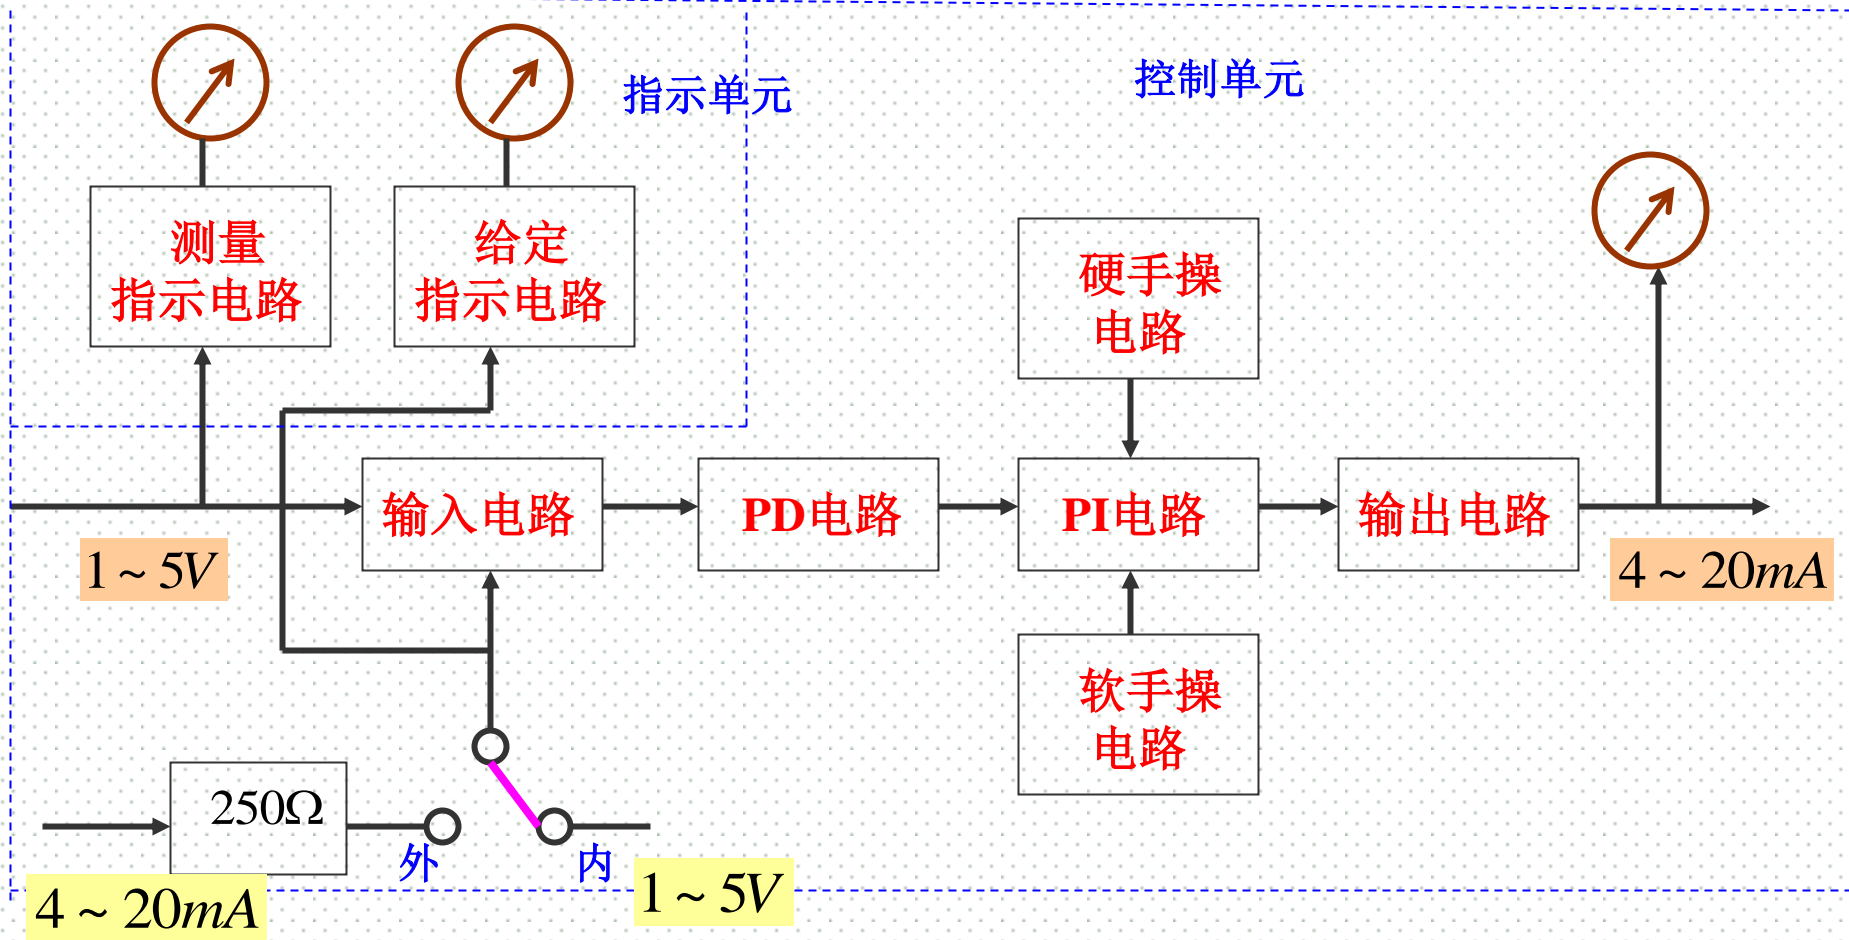 指示单元
控制单元
测量
指示电路
给定
指示电路
硬手操
电路
输入电路
PD电路
PI电路
输出电路
1 ~ 5V
4 ~ 20mA
软手操
电路
250Ω
外
内
4 ~ 20mA
1 ~ 5V